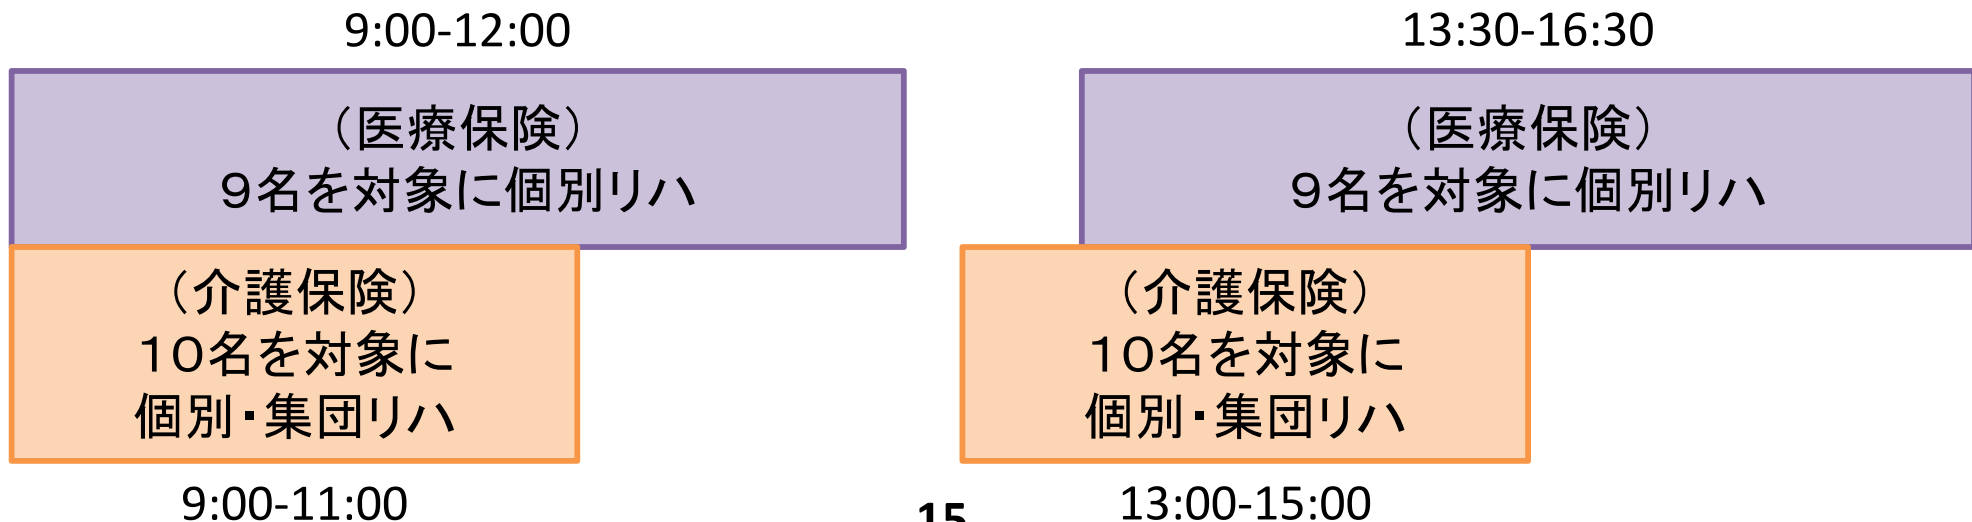 9:00-12:00
（医療保険）
９名を対象に個別リハ
（介護保険）
１０名を対象に
個別・集団リハ
9:00-11:00
13:30-16:30
（医療保険）
９名を対象に個別リハ
（介護保険）
１０名を対象に
個別・集団リハ
13:00-15:00
15